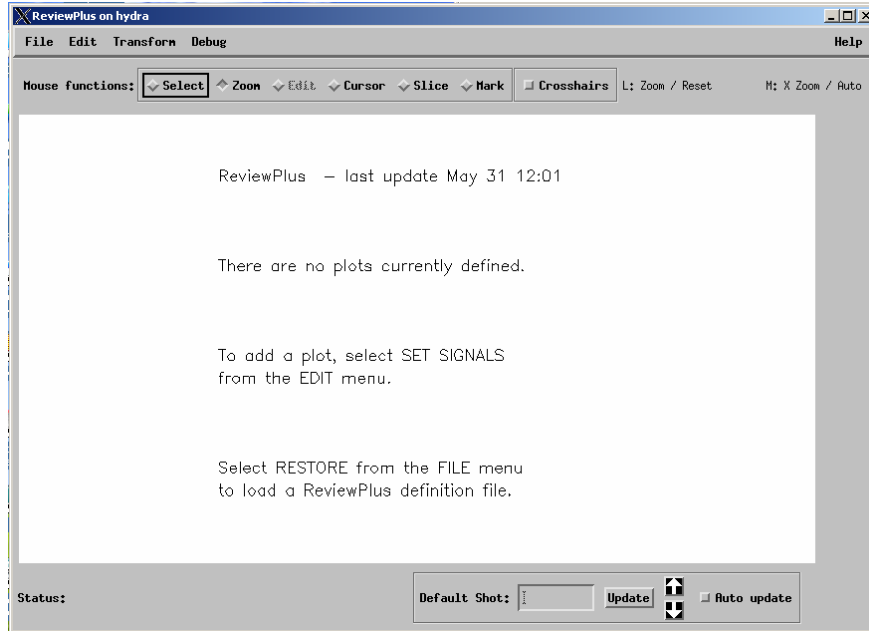 ReviewPlus on hydra
File Edit Transform Debug Help
Mouse functions: Select Zoom Edit Cursor Slice Mark Crosshairs L: Zoom / Reset M: X Zoom / Auto
ReviewPlus – last update May 31 12:01
There are no plots currently defined.
To add a plot, select SET SIGNALS
from the EDIT menu.
Select RESTORE from the FILE menu
to load a ReviewPlus definition file.
Status: Default Shot: Update Auto update